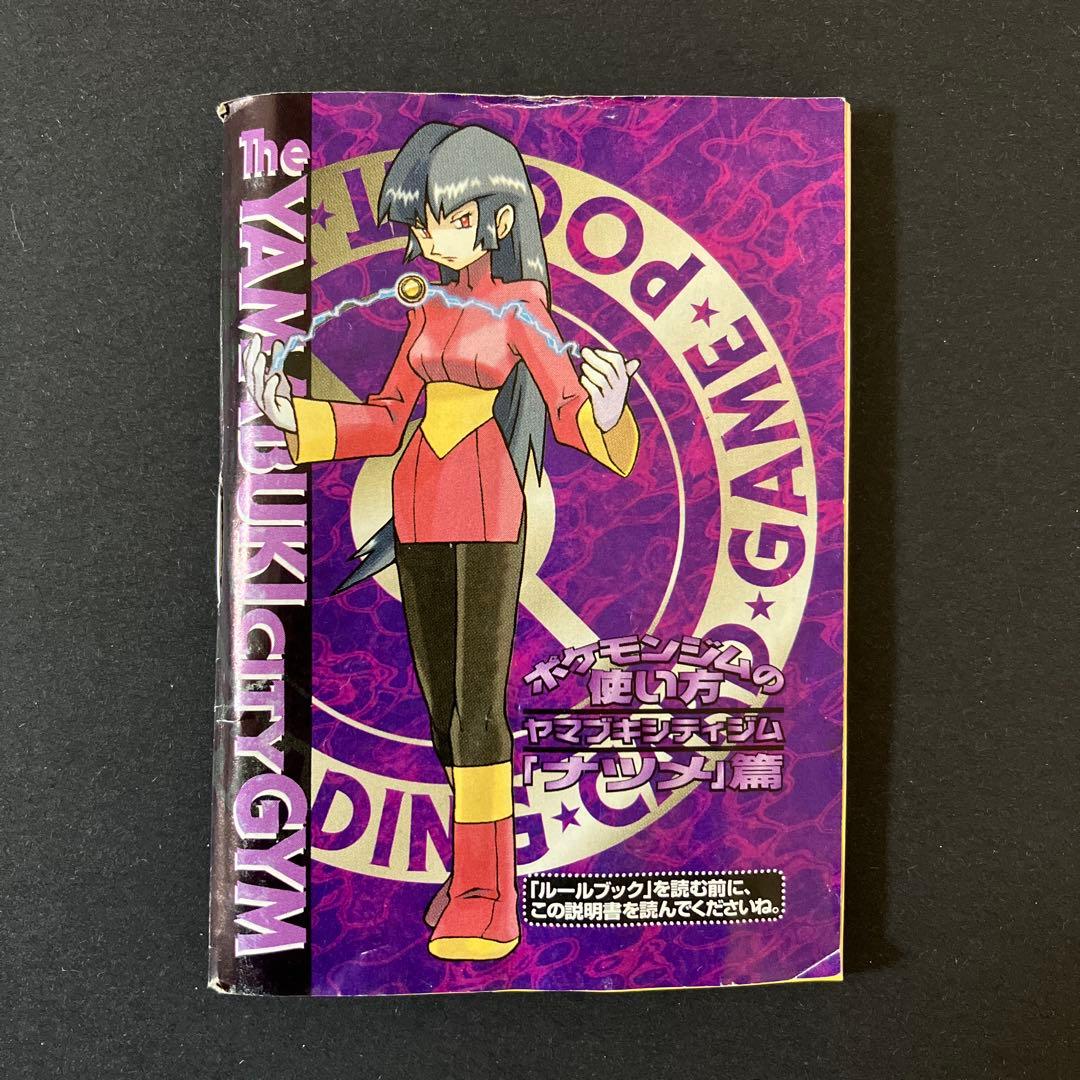 The YAMABUKI CITY GYM
GAME
ポケモンジムの
使い方
ヤマブキシティジム
「ナツメ」篇
「ルールブック」を読む前に、
この説明書を読んでくださいね。